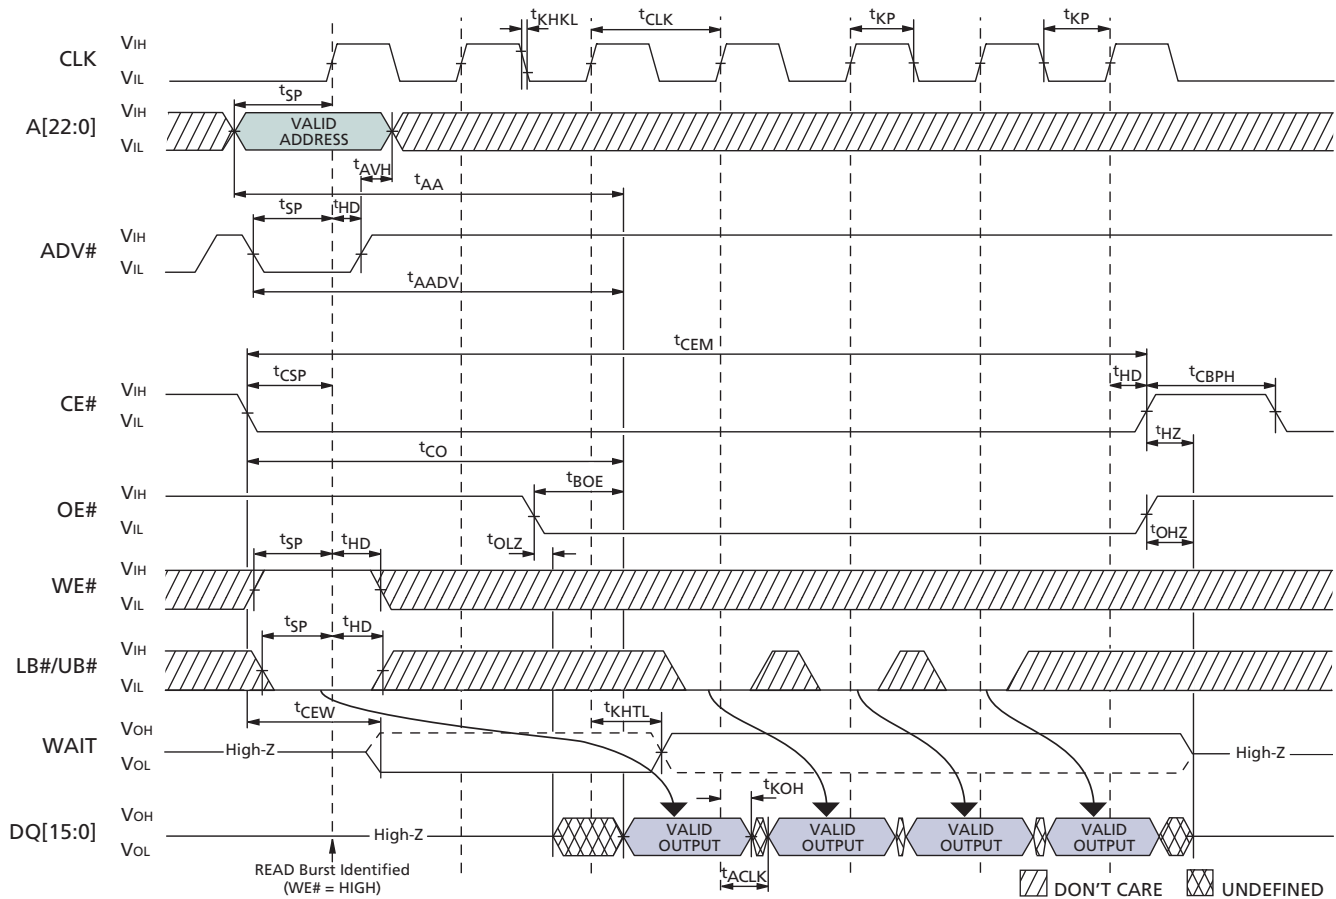 tKHKL
tCLK
tKP
tKP
CLK
VIH
VIL
tSP
A[22:0]
VIH
VIL
VALID
ADDRESS
tAVH
tAA
tSP
tHD
ADV#
VIH
VIL
tAADV
tCEM
tCSP
tHD
tCBPH
CE#
VIH
VIL
tHZ
tCO
tBOE
OE#
VIH
VIL
tOLZ
tOHZ
tSP
tHD
WE#
VIH
VIL
tSP
tHD
LB#/UB#
VIH
VIL
tCEW
tKHTL
WAIT
VOH
VOL
High-Z
High-Z
tKOH
DQ[15:0]
VOH
VOL
High-Z
VALID
OUTPUT
VALID
OUTPUT
VALID
OUTPUT
VALID
OUTPUT
tACLK
READ Burst Identified
(WE# = HIGH)
DON'T CARE
UNDEFINED